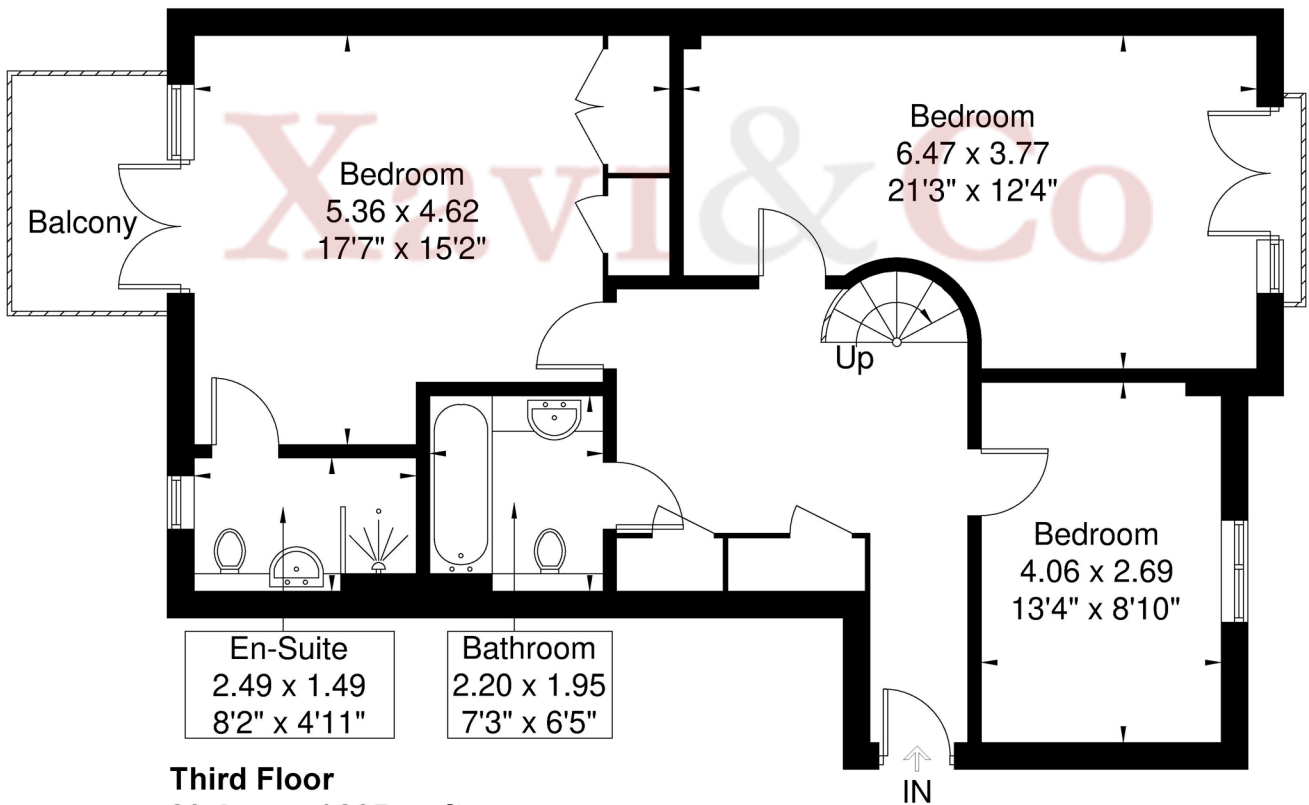 Xavi&Co
Balcony
Bedroom
5.36 x 4.62
17'7" x 15'2"
Bedroom
6.47 x 3.77
21'3" x 12'4"
Up
Bedroom
4.06 x 2.69
13'4" x 8'10"
En-Suite
2.49 x 1.49
8'2" x 4'11"
Bathroom
2.20 x 1.95
7'3" x 6'5"
IN
Third Floor